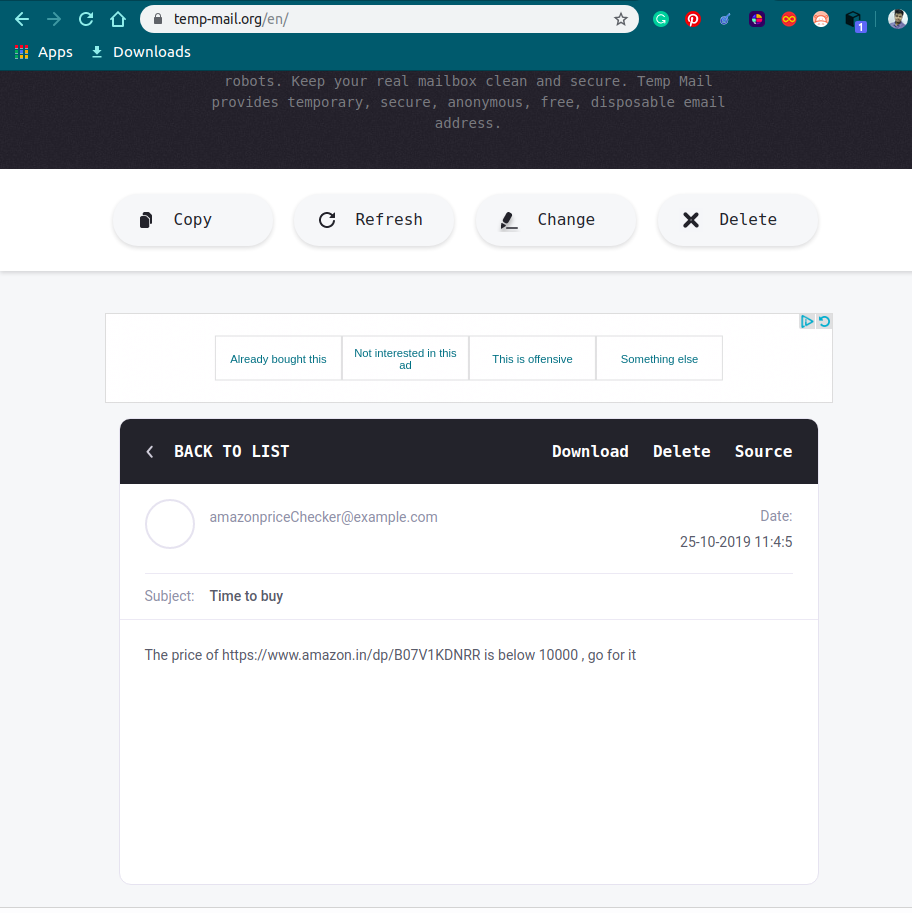 temp-mail.org/en/
1
Apps
Downloads
robots. Keep your real mailbox clean and secure. Temp Mail
provides temporary, secure, anonymous, free, disposable email
address.
Copy
Refresh
Change
Delete
Already bought this
Not interested in this
ad
This is offensive
Something else
BACK TO LIST
Download
Delete
Source
amazonpriceChecker@example.com
Date:
25-10-2019 11:4:5
Subject: Time to buy
The price of https://www.amazon.in/dp/B07V1KDNRR is below 10000 , go for it